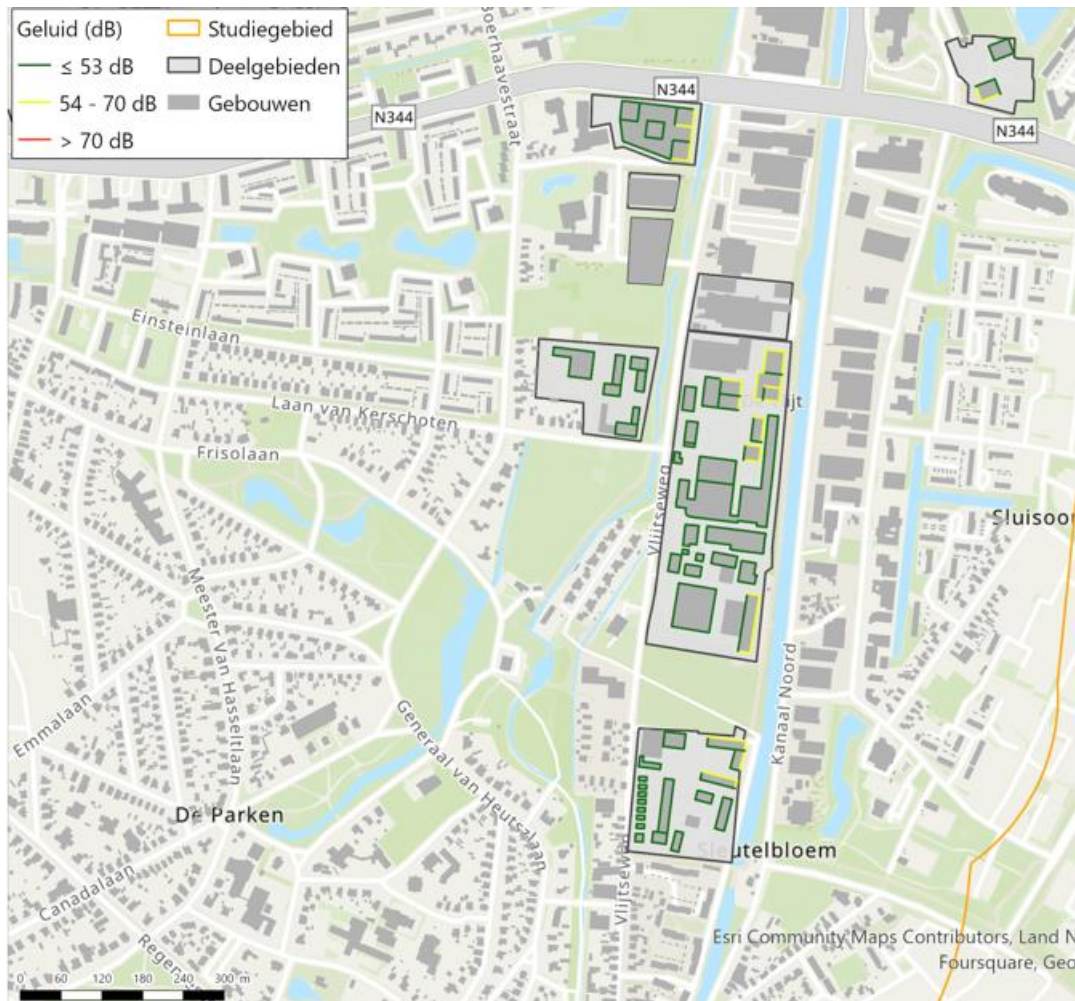 Geluid (dB)
≤ 53 dB
54 - 70 dB
> 70 dB
Studiegebied
Deelgebieden
Gebouwen
Boerhaavestraat
N344
N344
N344
Einsteinlaan
Laan van Kerschoten
Frisolaan
Vlijtseweg
Sluisoor
Meester Van Hasseltlaan
Kanaal Noord
Emmalaan
Generaal van Heutszlaan
De Parken
Sleutelbloem
Vlijtseweg
Canadalaan
Regen
Esri Community Maps Contributors, Land N
Foursquare, Geo
0 60 120 180 240 300 m